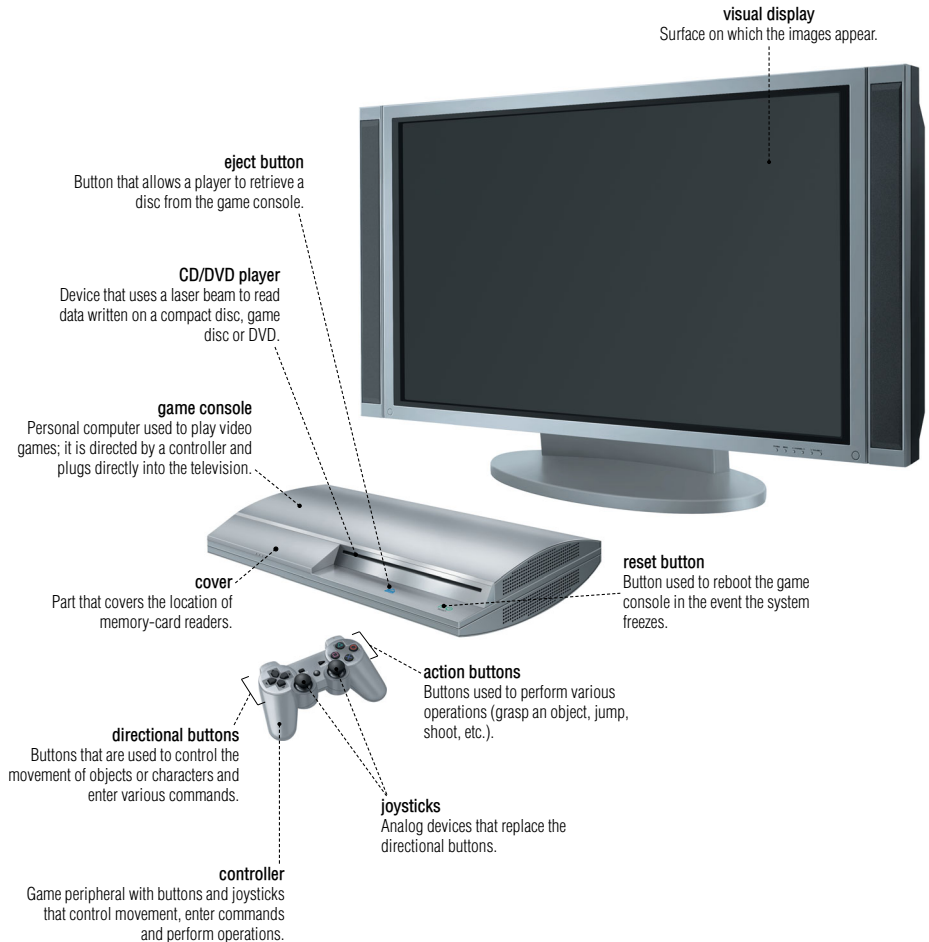 visual display
Surface on which the images appear.
eject button
Button that allows a player to retrieve a
disc from the game console.
CD/DVD player
Device that uses a laser beam to read
data written on a compact disc, game
disc or DVD.
game console
Personal computer used to play video
games; it is directed by a controller and
plugs directly into the television.
cover
Part that covers the location of
memory-card readers.
reset button
Button used to reboot the game
console in the event the system
freezes.
action buttons
Buttons used to perform various
operations (grasp an object, jump,
shoot, etc.).
directional buttons
Buttons that are used to control the
movement of objects or characters and
enter various commands.
joysticks
Analog devices that replace the
directional buttons.
controller
Game peripheral with buttons and joysticks
that control movement, enter commands
and perform operations.